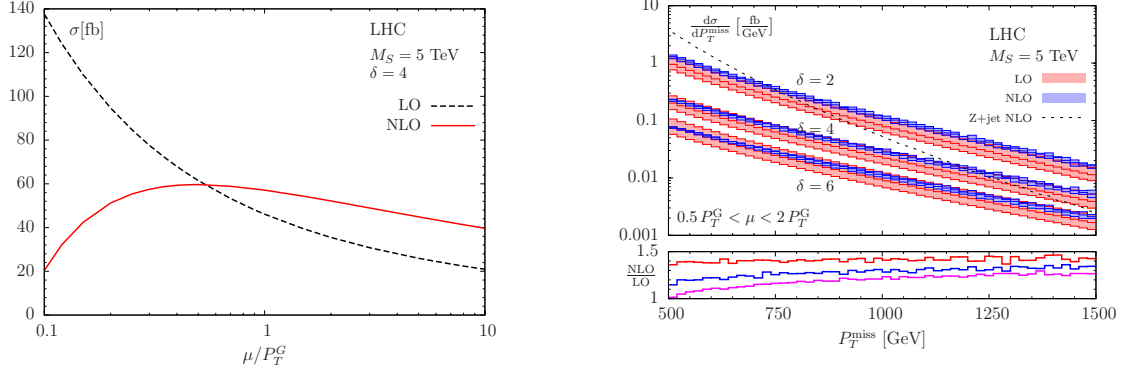 140
120
100
80
60
40
20
0
σ[fb]
LHC
M_S = 5 TeV
δ = 4
LO
NLO
0.1 1 10
μ/P_T^G
10
1
0.1
0.01
0.001
dσ/dP_T^miss [fb/GeV]
LHC
M_S = 5 TeV
LO
NLO
Z+jet NLO
δ = 2
δ = 4
δ = 6
0.5 P_T^G < μ < 2 P_T^G
1.5
1
NLO/LO
500 750 1000 1250 1500
P_T^miss [GeV]